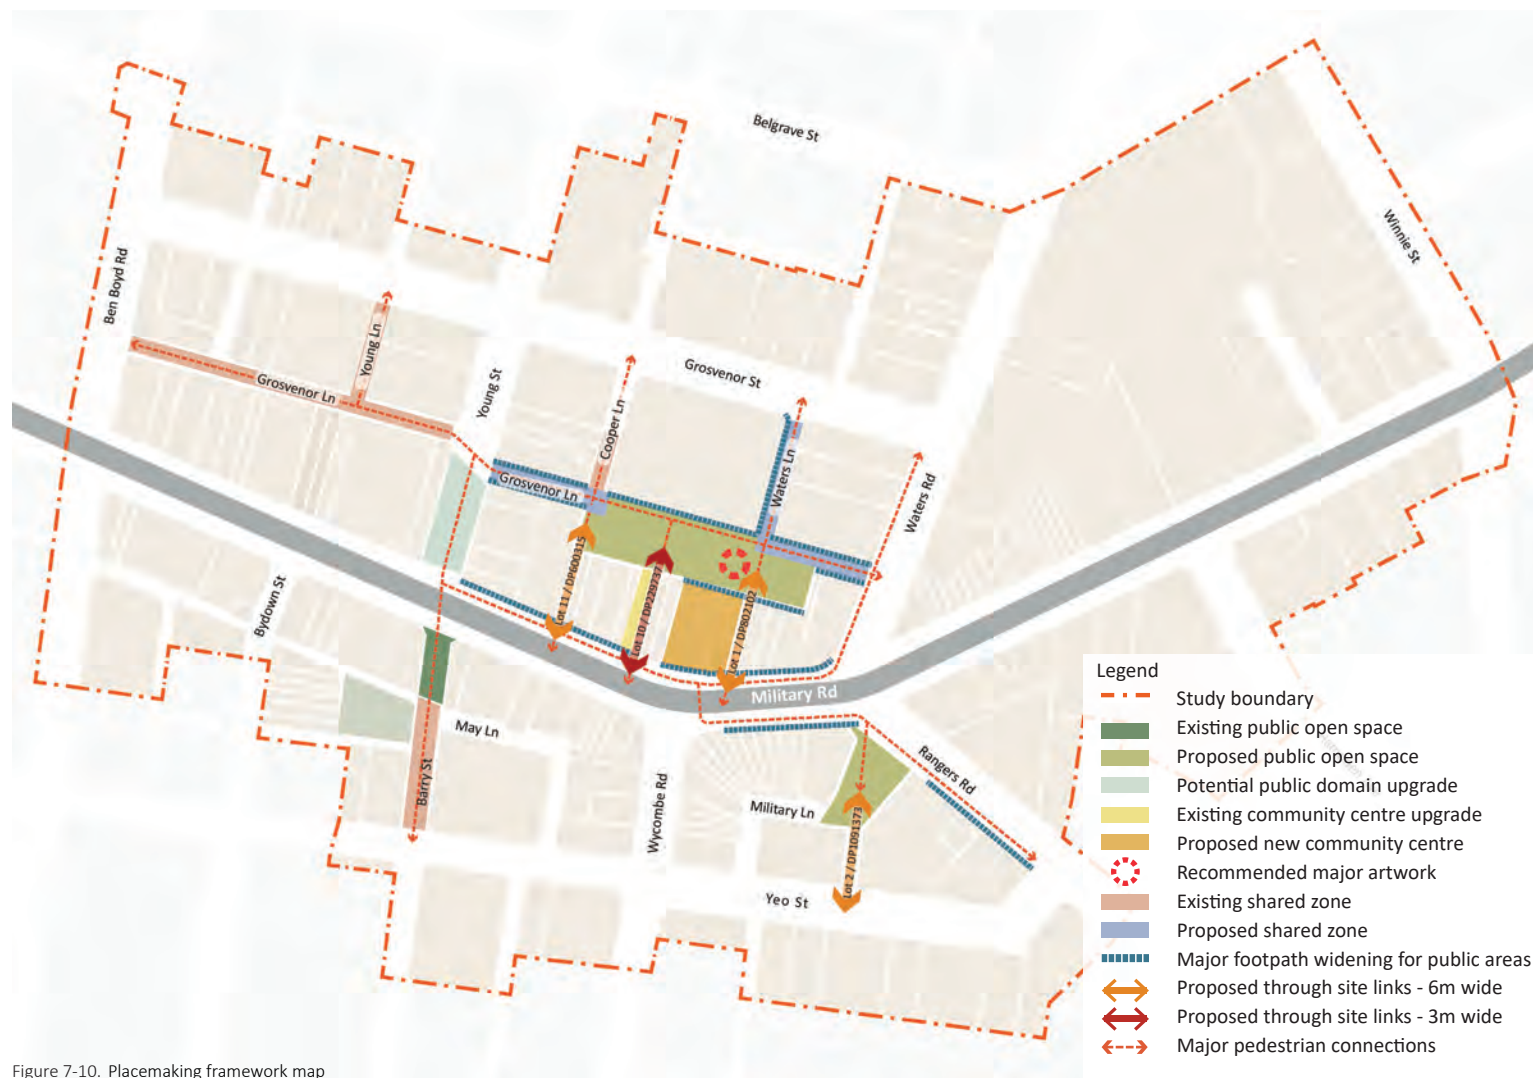 Belgrave St
Winnie St
Ben Boyd Rd
Young Ln
Grosvenor Ln
Young St
Grosvenor St
Cooper Ln
Waters Ln
Grosvenor Ln
Waters Rd
Lot 11 / DP600315
Lot 10 / DP229237
Lot 1 / DP802102
Bydown St
Military Rd
May Ln
Barry St
Wycombe Rd
Rangers Rd
Military Ln
Lot 2 / DP1091373
Yeo St
Legend
Study boundary
Existing public open space
Proposed public open space
Potential public domain upgrade
Existing community centre upgrade
Proposed new community centre
Recommended major artwork
Existing shared zone
Proposed shared zone
Major footpath widening for public areas
Proposed through site links - 6m wide
Proposed through site links - 3m wide
Major pedestrian connections
Figure 7-10. Placemaking framework map